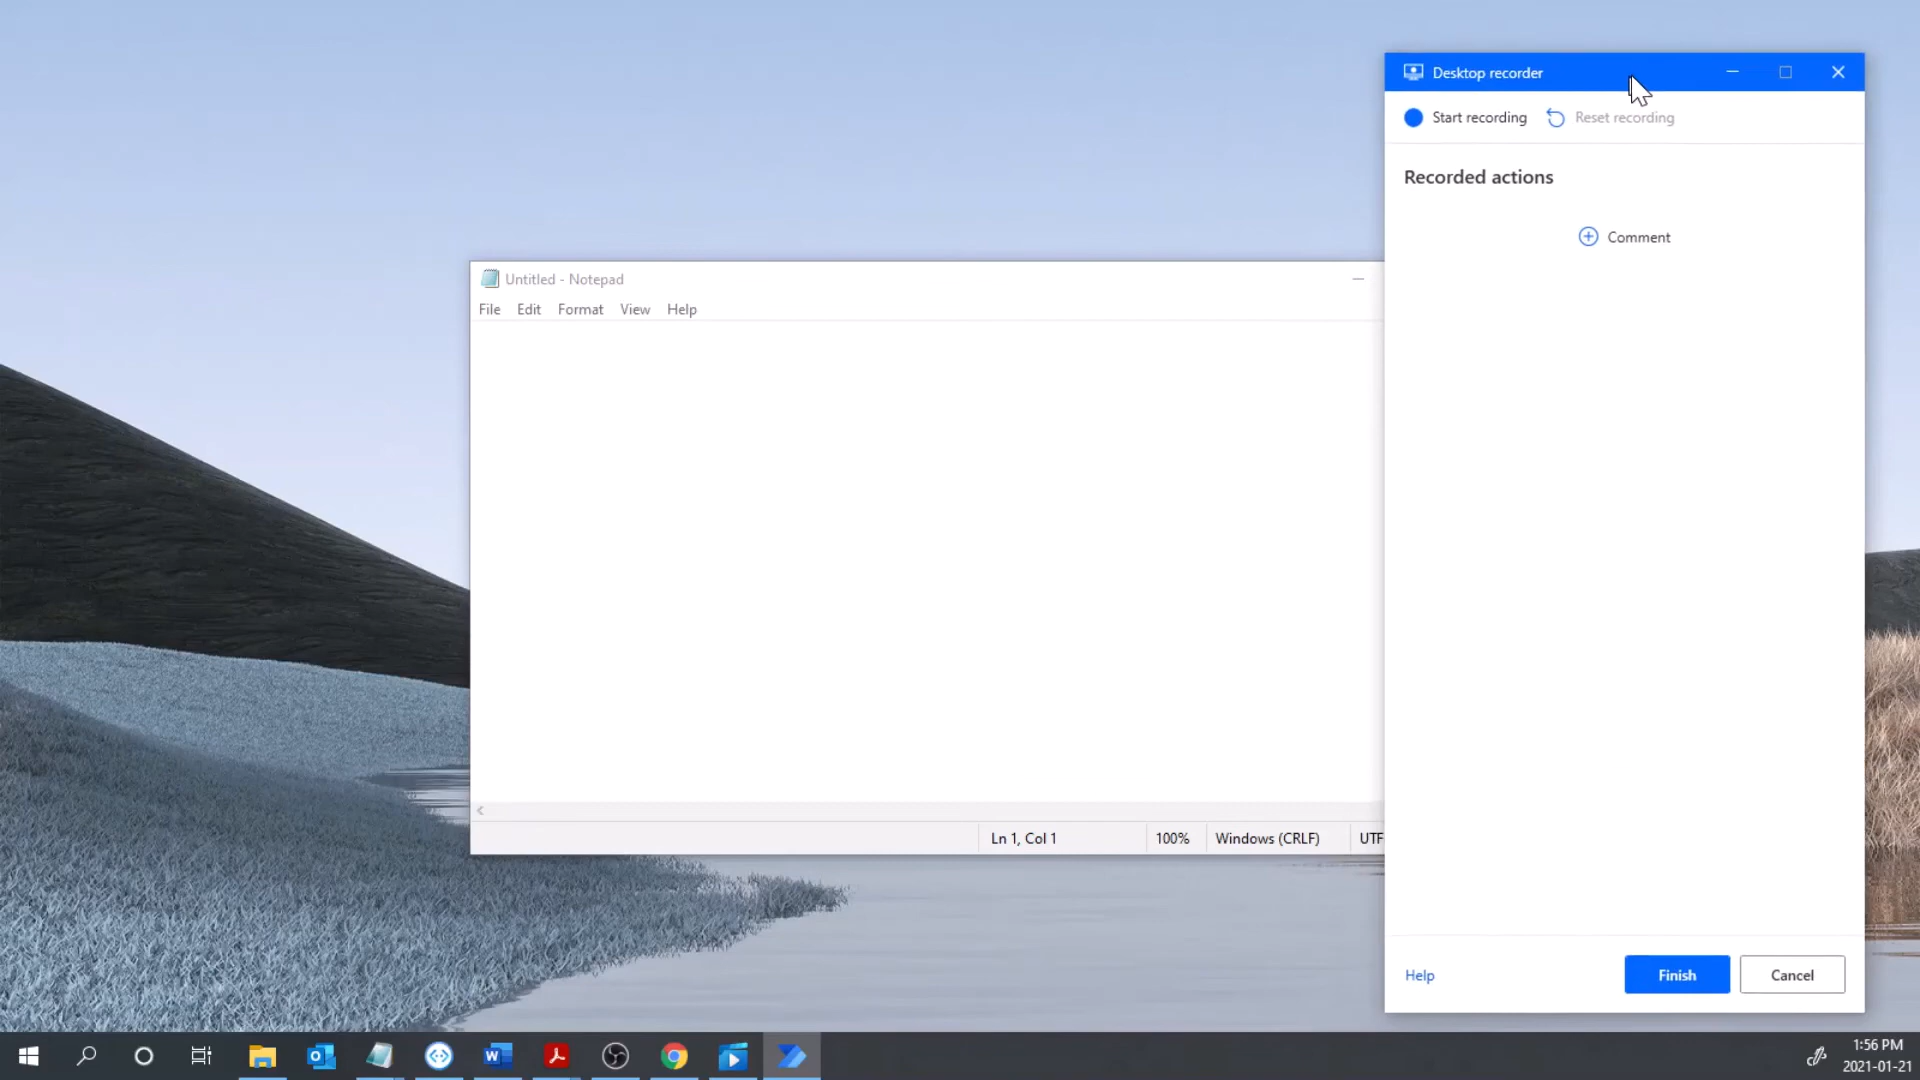 Desktop recorder
Start recording
Reset recording
Recorded actions
Comment
Untitled - Notepad
File Edit Format View Help
Ln 1, Col 1
100%
Windows (CRLF)
UTF
Help
Finish
Cancel
1:56 PM
2021-01-21